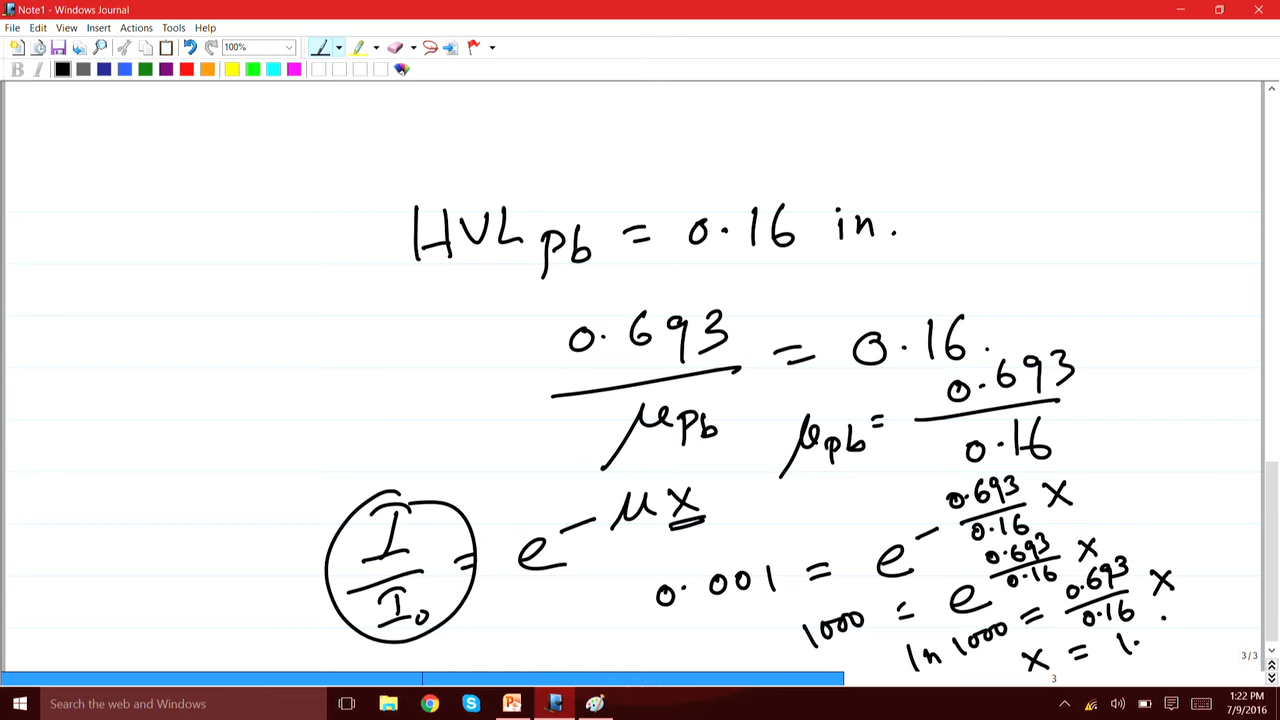 Note1 - Windows Journal
File Edit View Insert Actions Tools Help
100%
HVL Pb = 0.16 in.
0.693 / μPb = 0.16.
μPb = 0.693 / 0.16
I / I₀ = e^-μx
0.001 = e^-0.693/0.16 x
1000 = e^0.693/0.16 x
ln 1000 = 0.693/0.16 x
x = 1.
3/3
3
Search the web and Windows
1:22 PM
7/9/2016